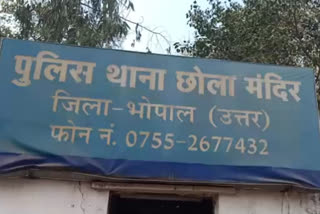 पुलिस थाना छोला मंदिर
जिला-भोपाल (उत्तर)
फोन नं. 0755-2677432